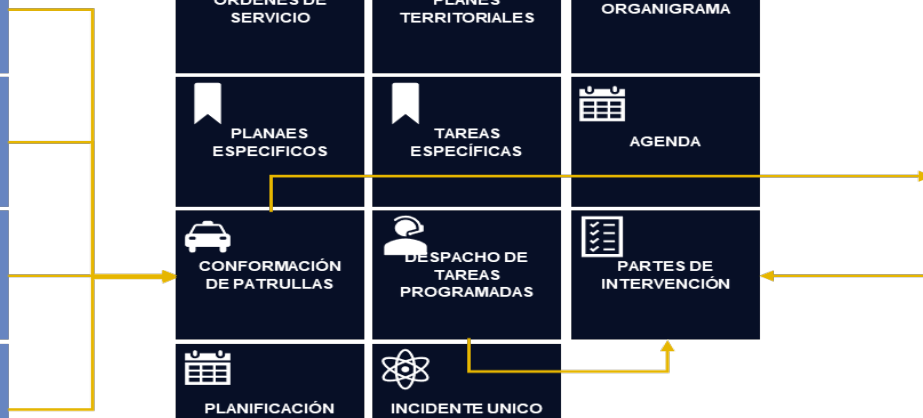 ORDENES DE
SERVICIO
PLANES
TERRITORIALES
ORGANIGRAMA
PLANAES
ESPECIFICOS
TAREAS
ESPECÍFICAS
AGENDA
CONFORMACIÓN
DE PATRULLAS
DESPACHO DE
TAREAS
PROGRAMADAS
PARTES DE
INTERVENCIÓN
PLANIFICACIÓN
INCIDENTE UNICO